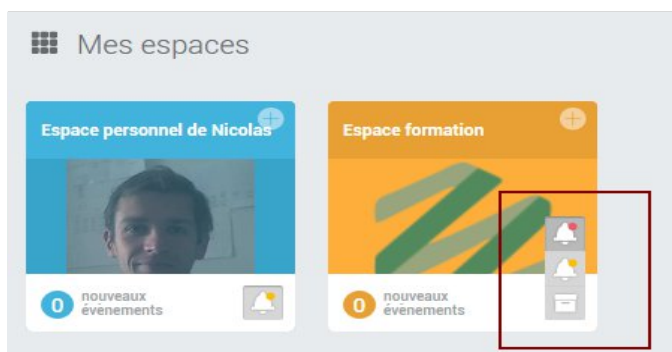 Mes espaces
Espace personnel de Nicolas
Espace formation
0 nouveaux
évènements
0 nouveaux
évènements